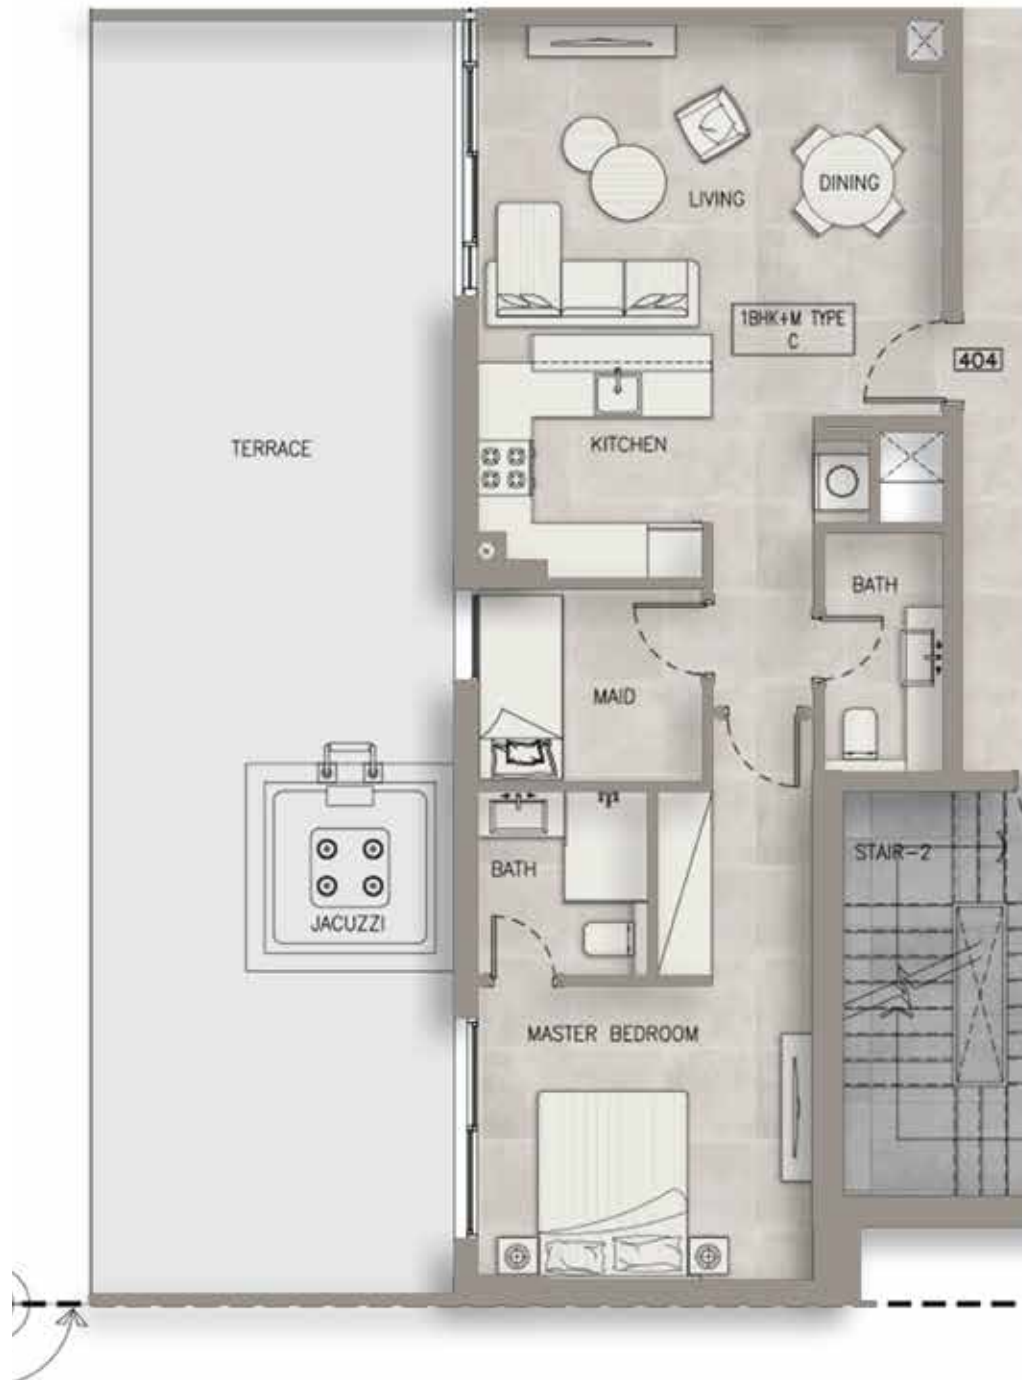 LIVING
DINING
1BHK+M TYPE
C
404
TERRACE
KITCHEN
BATH
MAID
STAIR-2
BATH
JACUZZI
MASTER BEDROOM